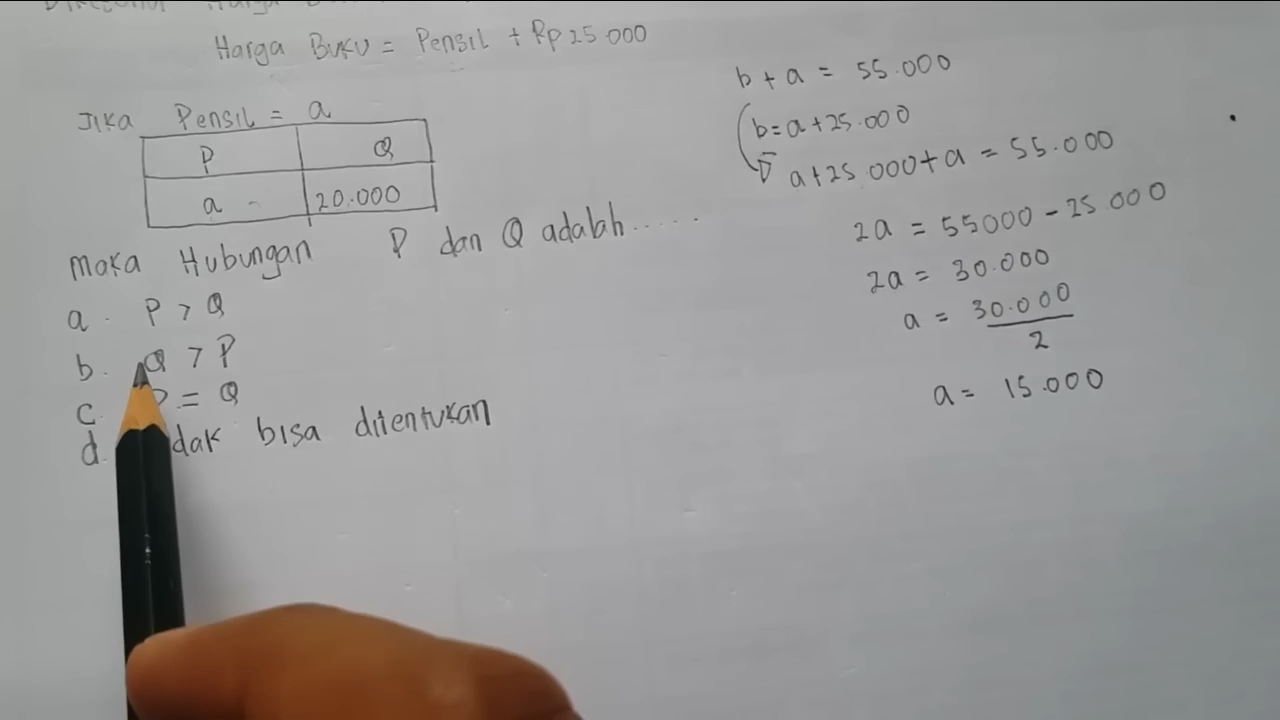 Harga Buku = Pensil + Rp 25.000
Jika Pensil = a
P Q
a 20.000
Maka Hubungan P dan Q adalah......
a. P > Q
b. Q > P
c. = Q
d. dak bisa ditentukan
b + a = 55.000
b = a + 25.000
a + 25.000 + a = 55.000
2a = 55000 - 25 000
2a = 30.000
a = 30.000
2
a = 15.000